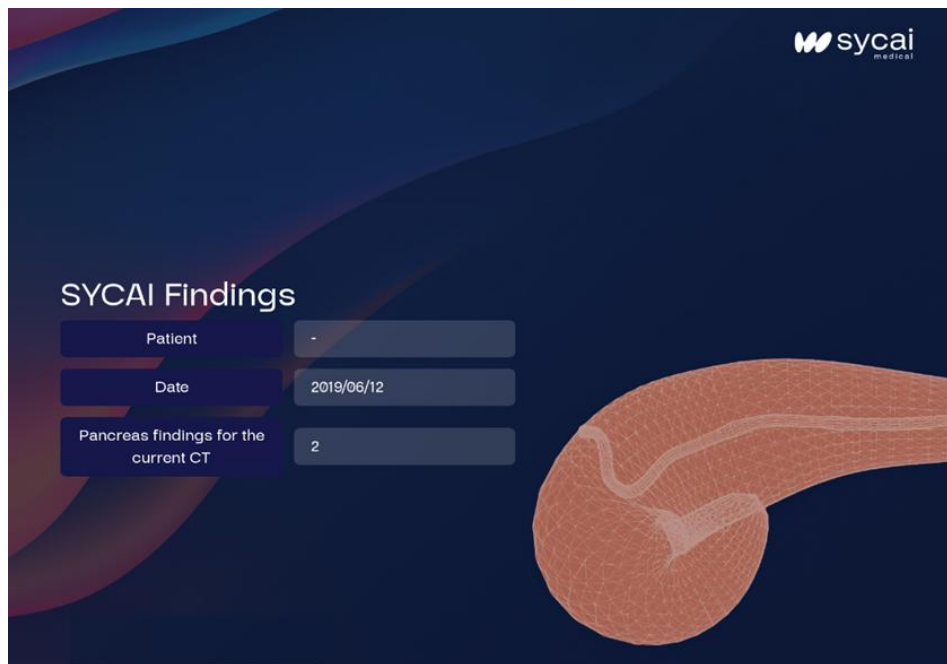 sycai
medical
SYCAI Findings
Patient
-
Date
2019/06/12
Pancreas findings for the
current CT
2